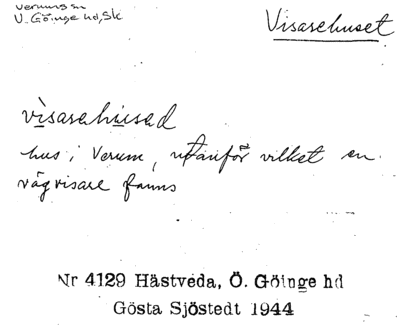 Verums sn
V. Göinge hd, Sk
Visarehuset
visarehused
hus i Verum, utanför vilket en
vägvisare fanns
Nr 4129 Hästveda, Ö. Göinge hd
Gösta Sjöstedt 1944